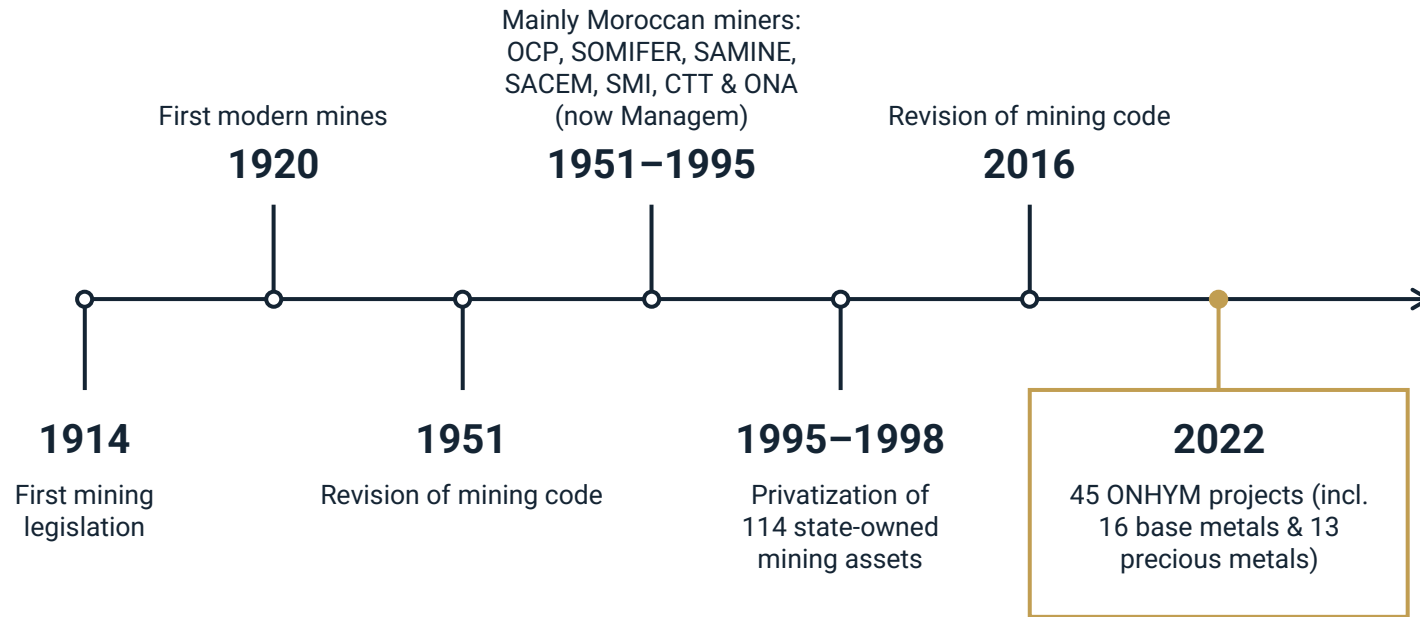 Mainly Moroccan miners:
OCP, SOMIFER, SAMINE,
SACEM, SMI, CTT & ONA
(now Managem)
1951–1995
First modern mines
1920
Revision of mining code
2016
1914
First mining
legislation
1951
Revision of mining code
1995–1998
Privatization of
114 state-owned
mining assets
2022
45 ONHYM projects (incl.
16 base metals & 13
precious metals)